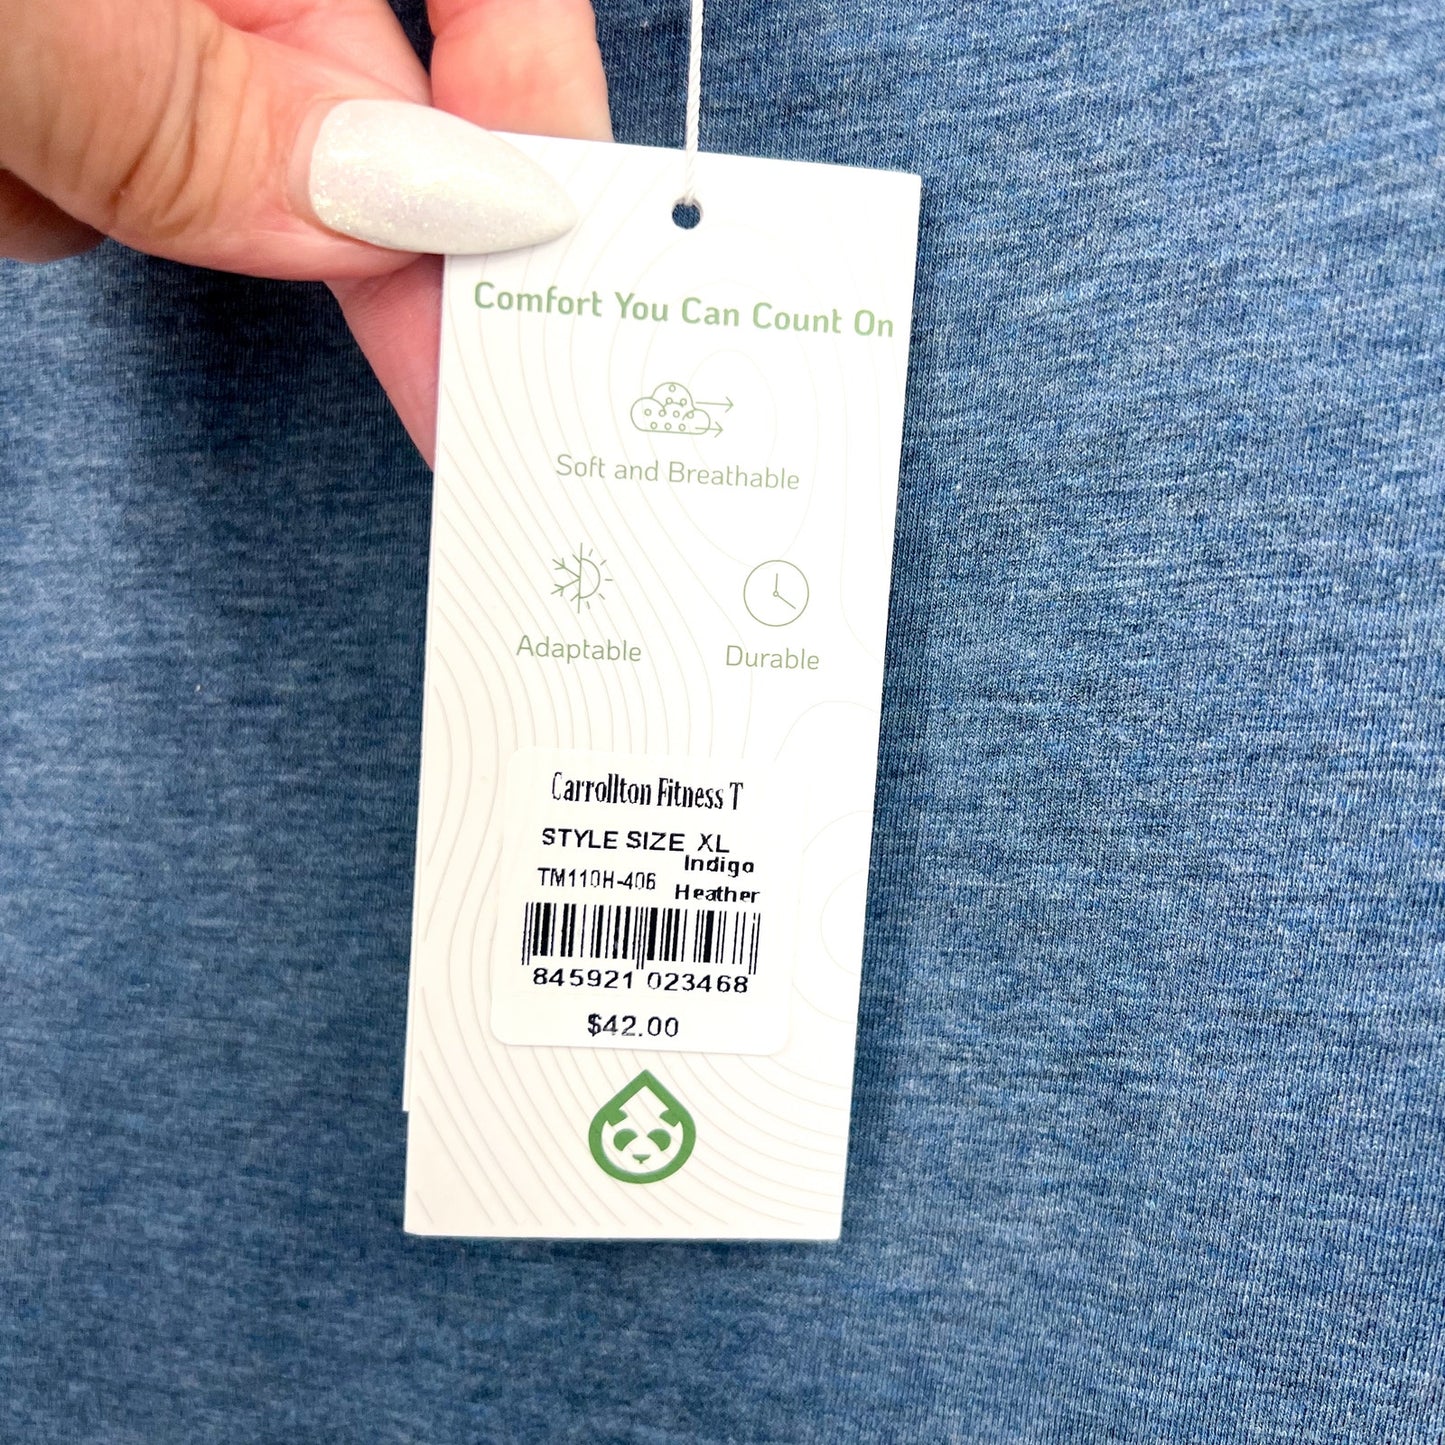 Comfort You Can Count On
Soft and Breathable
Adaptable Durable
Carrollton Fitness T
STYLE SIZE XL
Indigo
TM110H-406 Heather
845921 023468
$42.00